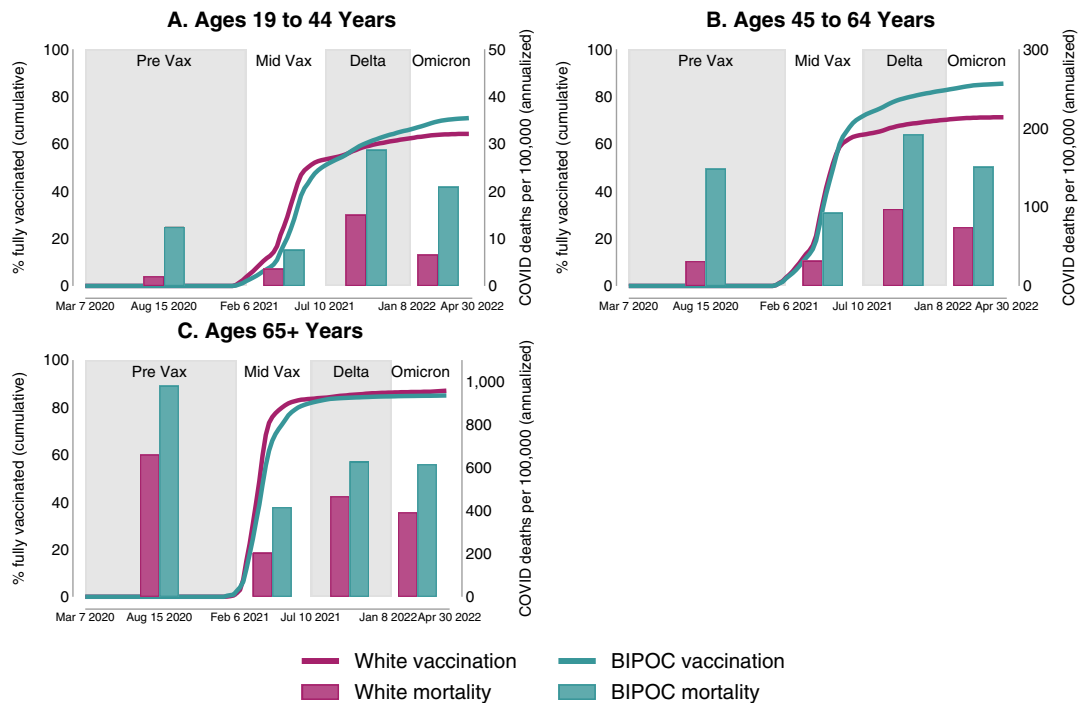 A. Ages 19 to 44 Years
% fully vaccinated (cumulative)
100
80
60
40
20
0
Pre Vax
Mid Vax
Delta
Omicron
50
40
30
20
10
0
COVID deaths per 100,000 (annualized)
Mar 7 2020
Aug 15 2020
Feb 6 2021
Jul 10 2021
Jan 8 2022
Apr 30 2022
B. Ages 45 to 64 Years
% fully vaccinated (cumulative)
100
80
60
40
20
0
Pre Vax
Mid Vax
Delta
Omicron
300
200
100
0
COVID deaths per 100,000 (annualized)
Mar 7 2020
Aug 15 2020
Feb 6 2021
Jul 10 2021
Jan 8 2022
Apr 30 2022
C. Ages 65+ Years
% fully vaccinated (cumulative)
100
80
60
40
20
0
Pre Vax
Mid Vax
Delta
Omicron
1,000
800
600
400
200
0
COVID deaths per 100,000 (annualized)
Mar 7 2020
Aug 15 2020
Feb 6 2021
Jul 10 2021
Jan 8 2022
Apr 30 2022
White vaccination
BIPOC vaccination
White mortality
BIPOC mortality